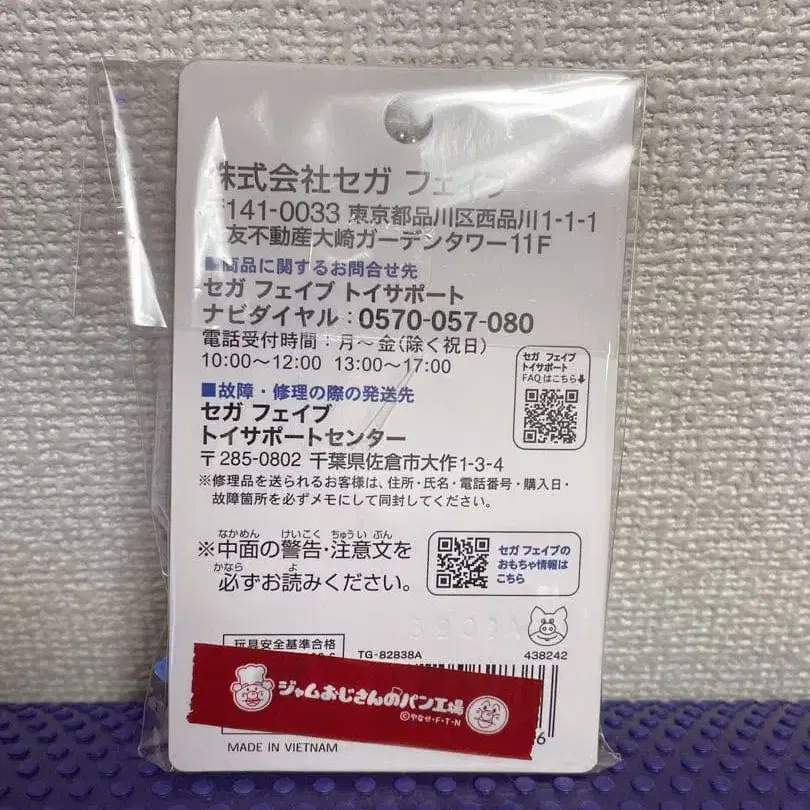 株式会社セガ フェイブ
〒141-0033 東京都品川区西品川1-1-1
友不動産大崎ガーデンタワー11F
■商品に関するお問合せ先
セガ フェイブ トイサポート
ナビダイヤル：0570-057-080
電話受付時間：月～金(除く祝日)
10:00～12:00 13:00～17:00
セガ フェイブ
トイサポート
FAQはこちら⬇
■故障・修理の際の発送先
セガ フェイブ
トイサポートセンター
〒285-0802 千葉県佐倉市大作1-3-4
※修理品を送られるお客様は、住所・氏名・電話番号・購入日・
故障箇所を必ずメモにして同封してください。
なかめん けいこく ちゅうい ぶん
※中面の警告・注意文を
かなら よ
必ずお読みください。
セガ フェイブの
おもちゃ情報は
こちら
玩具安全基準合格
TG-82838A
438242
ジャムおじさんのパン工場
©やなせ・F・T・N
6
MADE IN VIETNAM